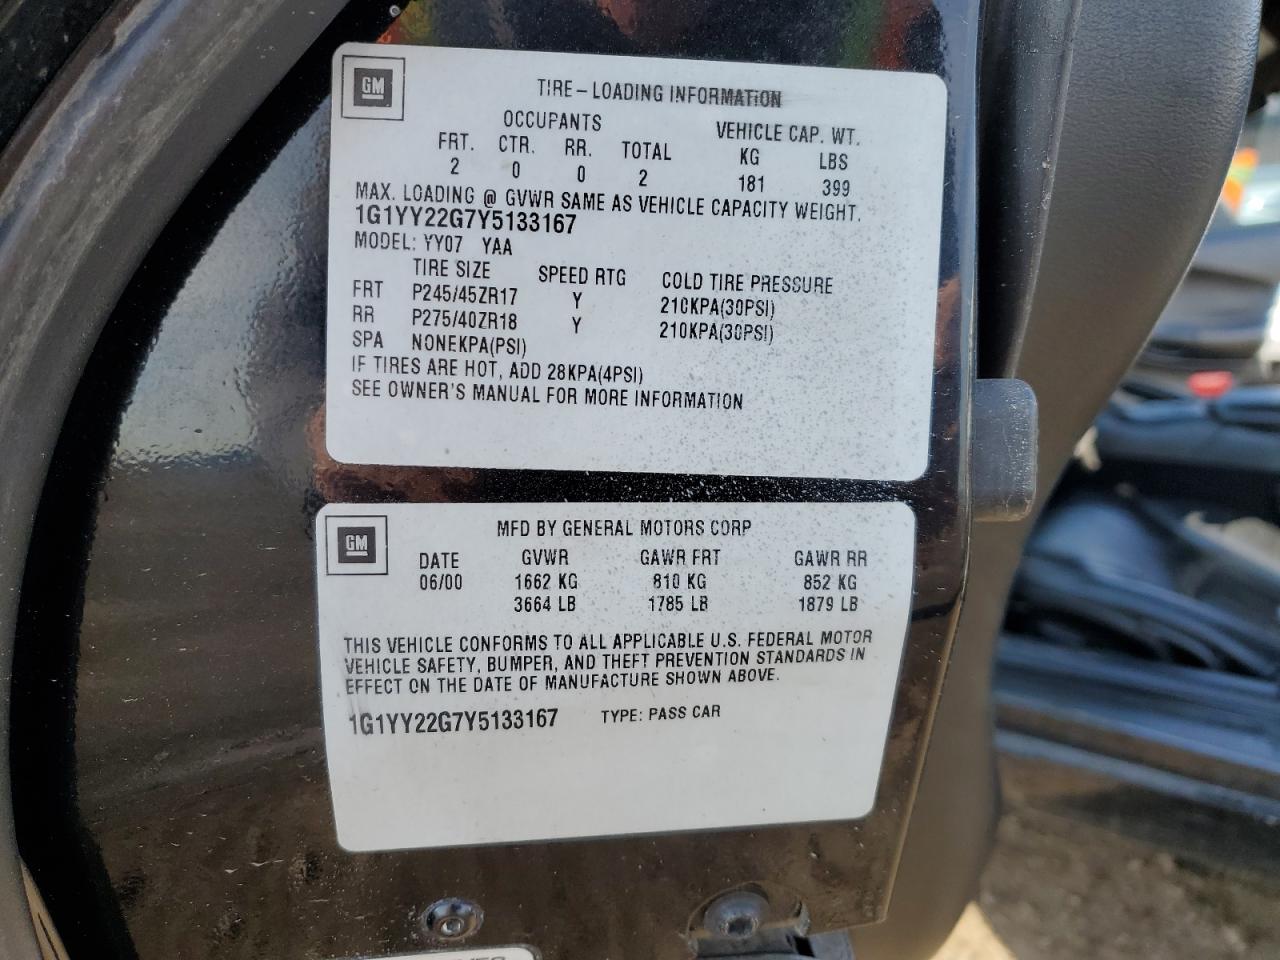 GM
TIRE-LOADING INFORMATION
OCCUPANTS VEHICLE CAP. WT.
FRT. CTR. RR. TOTAL KG LBS
2 0 0 2 181 399
MAX. LOADING @ GVWR SAME AS VEHICLE CAPACITY WEIGHT.
1G1YY22G7Y5133167
MODEL: YY07 YAA
TIRE SIZE SPEED RTG COLD TIRE PRESSURE
FRT P245/45ZR17 Y 210KPA(30PSI)
RR P275/40ZR18 Y 210KPA(30PSI)
SPA NONEKPA(PSI)
IF TIRES ARE HOT, ADD 28KPA(4PSI)
SEE OWNER'S MANUAL FOR MORE INFORMATION
GM
MFD BY GENERAL MOTORS CORP
DATE GVWR GAWR FRT GAWR RR
06/00 1662 KG 810 KG 852 KG
3664 LB 1785 LB 1879 LB
THIS VEHICLE CONFORMS TO ALL APPLICABLE U.S. FEDERAL MOTOR
VEHICLE SAFETY, BUMPER, AND THEFT PREVENTION STANDARDS IN
EFFECT ON THE DATE OF MANUFACTURE SHOWN ABOVE.
1G1YY22G7Y5133167 TYPE: PASS CAR